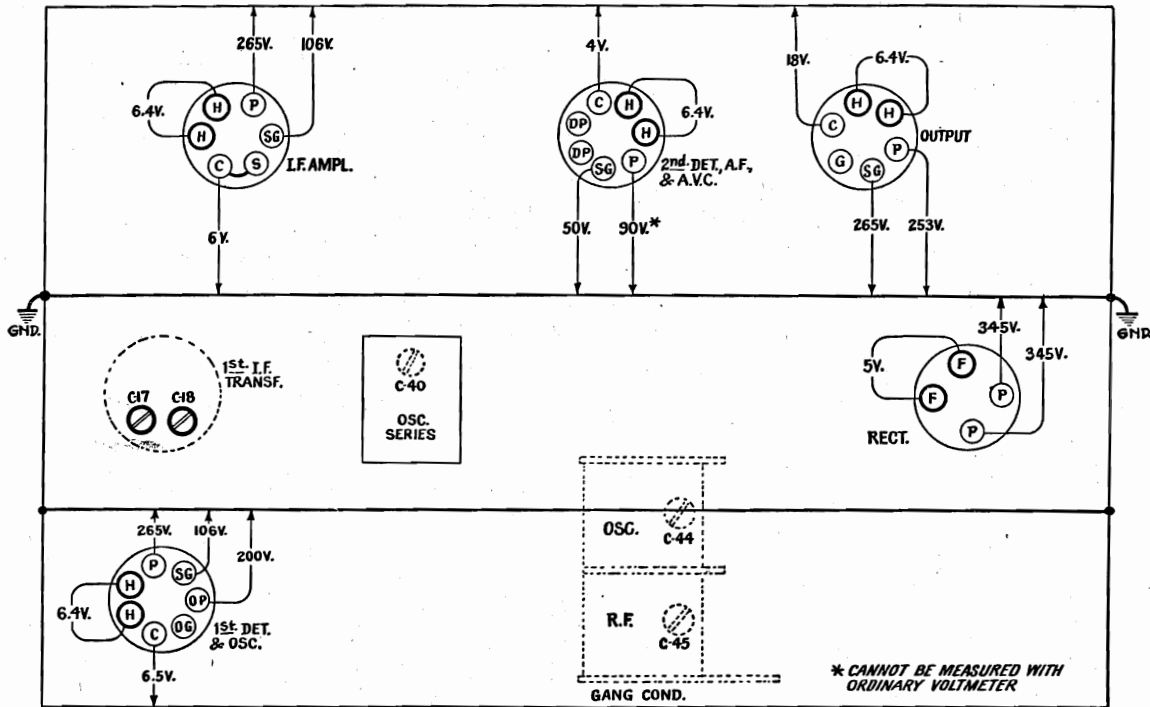 265V.
106V.
6.4V.
H
P
H
SG
C
S
I.F. AMPL.
6V.
4V.
C
H
6.4V.
DP
H
DP
SG
P
2nd. DET., A.F.,
& A.V.C.
50V.
90V.*
18V.
6.4V.
H
H
C
OUTPUT
P
G
SG
265V.
253V.
GND.
GND.
1st. I.F.
TRANSF.
C-17
C-18
C-40
OSC.
SERIES
345V.
345V.
5V.
F
F
P
P
RECT.
265V.
106V.
200V.
P
SG
H
OP
6.4V.
H
OG
C
1st. DET.
& OSC.
6.5V.
OSC.
C-44
R.F.
C-45
GANG COND.
* CANNOT BE MEASURED WITH
ORDINARY VOLTMETER